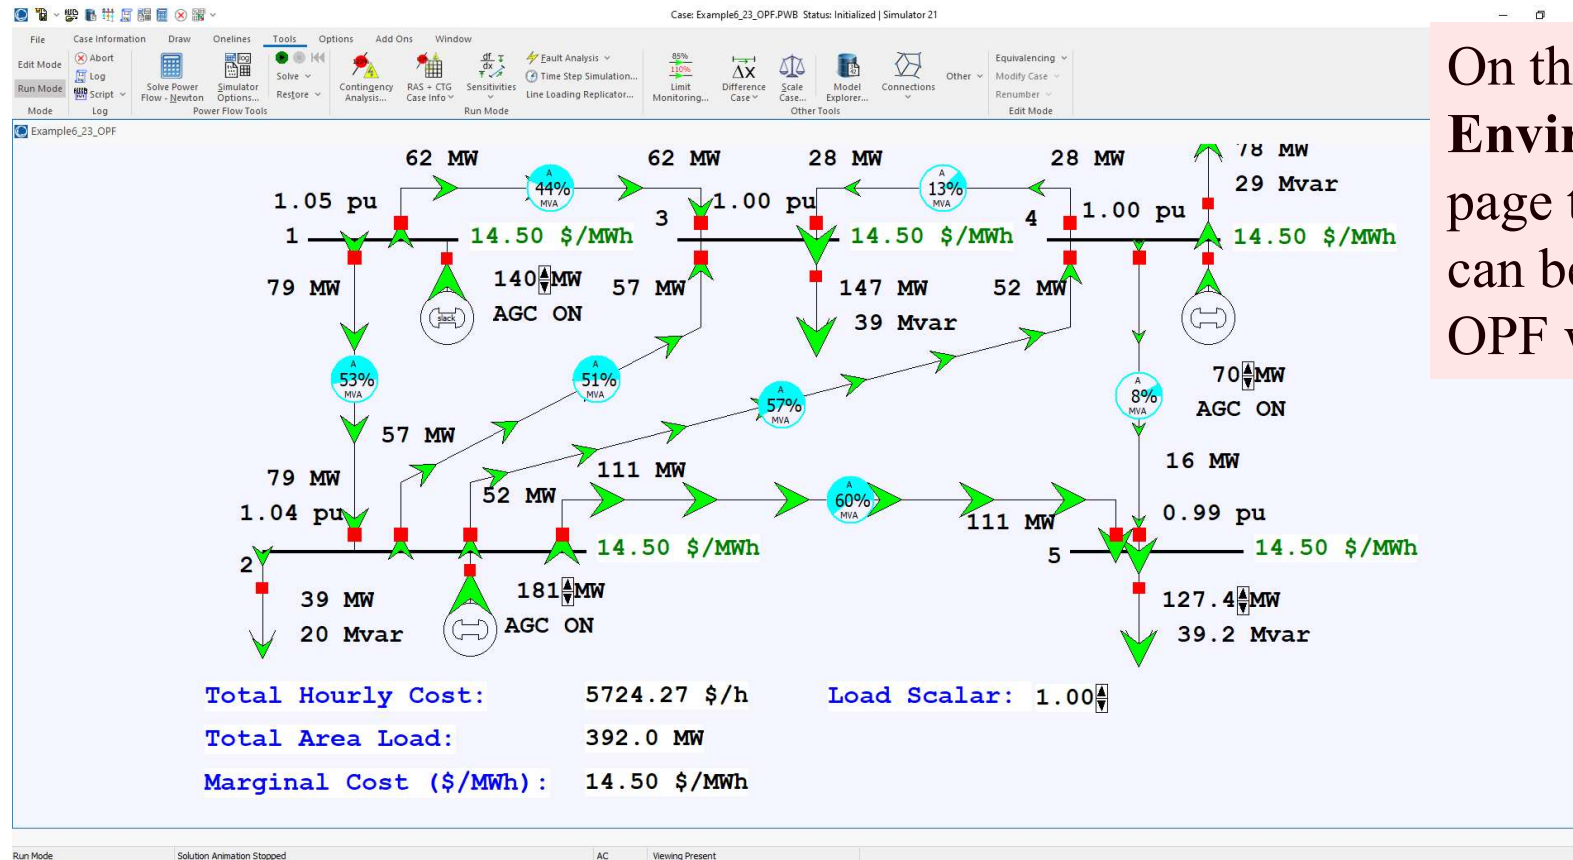 Case: Example6_23_OPF.PWB Status: Initialized | Simulator 21
File Case Information Draw Onelines Tools Options Add Ons Window
Edit Mode
Run Mode
Mode
Abort
Log
Script
Log
Solve Power Flow - Newton
Simulator Options...
Solve
Restore
Power Flow Tools
Contingency Analysis...
RAS + CTG Case Info
Sensitivities
Fault Analysis
Time Step Simulation...
Line Loading Replicator...
Run Mode
Limit Monitoring...
Difference Case
Scale Case...
Model Explorer...
Connections
Other
Other Tools
Equivalencing
Modify Case
Renumber
Edit Mode
Example6_23_OPF
62 MW 62 MW 28 MW 28 MW 78 MW
29 Mvar
A 44% MVA
A 13% MVA
1.05 pu 1.00 pu 1.00 pu
1 14.50 $/MWh 3 14.50 $/MWh 4 14.50 $/MWh
79 MW 140 MW 57 MW 147 MW 52 MW
slack AGC ON 39 Mvar
A 53% MVA
A 51% MVA
A 57% MVA
A 8% MVA
70 MW
AGC ON
57 MW
79 MW 52 MW 111 MW 16 MW
1.04 pu A 60% MVA 111 MW 0.99 pu
2 14.50 $/MWh 5 14.50 $/MWh
39 MW 181 MW 127.4 MW
20 Mvar AGC ON 39.2 Mvar
Total Hourly Cost: 5724.27 $/h Load Scalar: 1.00
Total Area Load: 392.0 MW
Marginal Cost ($/MWh): 14.50 $/MWh
Run Mode Solution Animation Stopped AC Viewing Present
On th
Envir
page t
can be
OPF